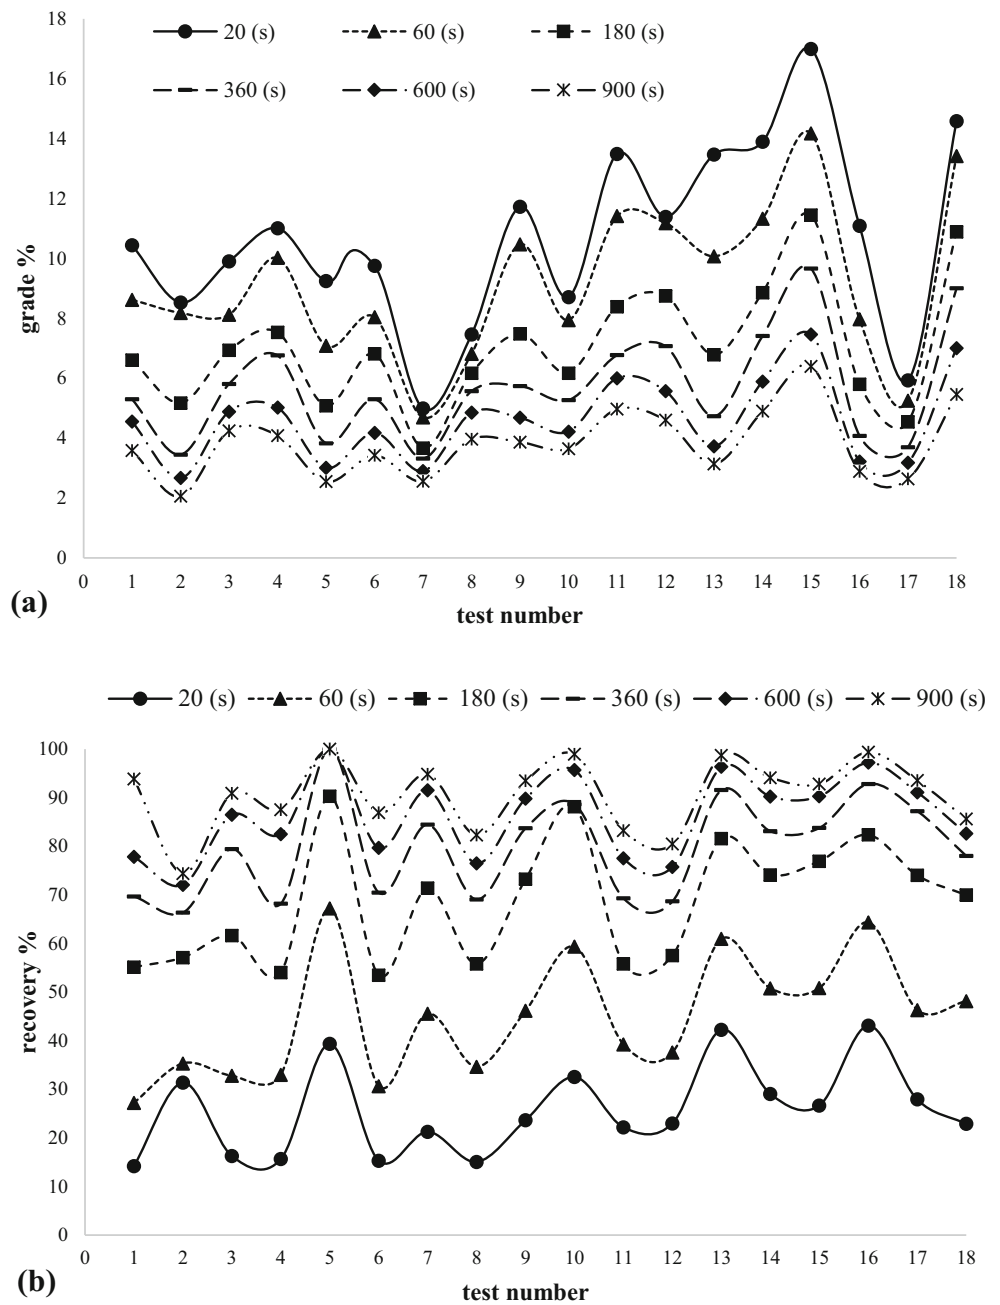 (a)
18
20 (s) 60 (s) 180 (s)
16
360 (s) 600 (s) 900 (s)
14
12
10
8
6
4
2
0
grade %
0 1 2 3 4 5 6 7 8 9 10 11 12 13 14 15 16 17 18
test number
20 (s) 60 (s) 180 (s) 360 (s) 600 (s) 900 (s)
100
90
80
70
60
50
40
30
20
10
0
recovery %
0 1 2 3 4 5 6 7 8 9 10 11 12 13 14 15 16 17 18
(b)
test number